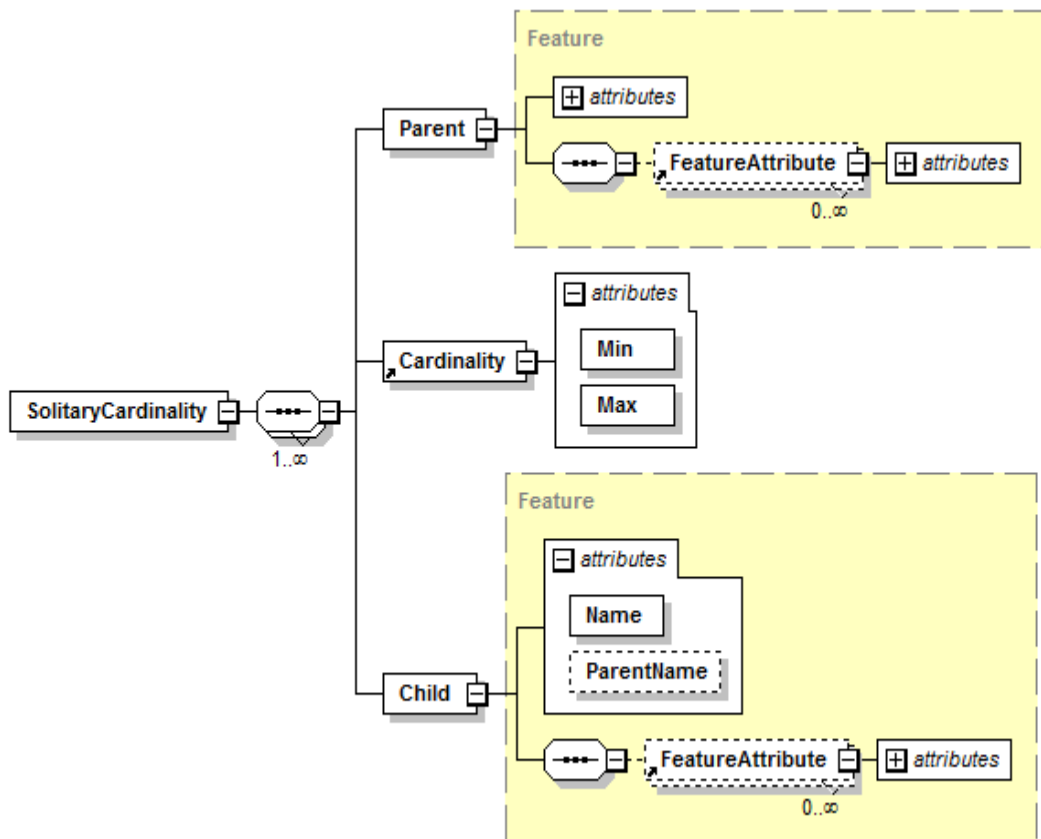 Feature
attributes
Parent
FeatureAttribute
attributes
0..∞
attributes
Cardinality
Min
Max
SolitaryCardinality
1..∞
Feature
attributes
Name
ParentName
Child
FeatureAttribute
attributes
0..∞